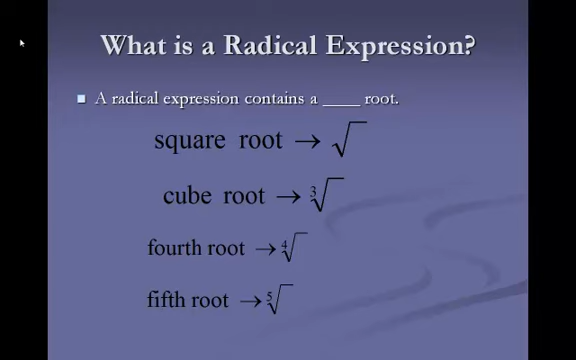 What is a Radical Expression?
A radical expression contains a ____ root.
square root → √
cube root → ∛
fourth root → ∜
fifth root → ⁵√